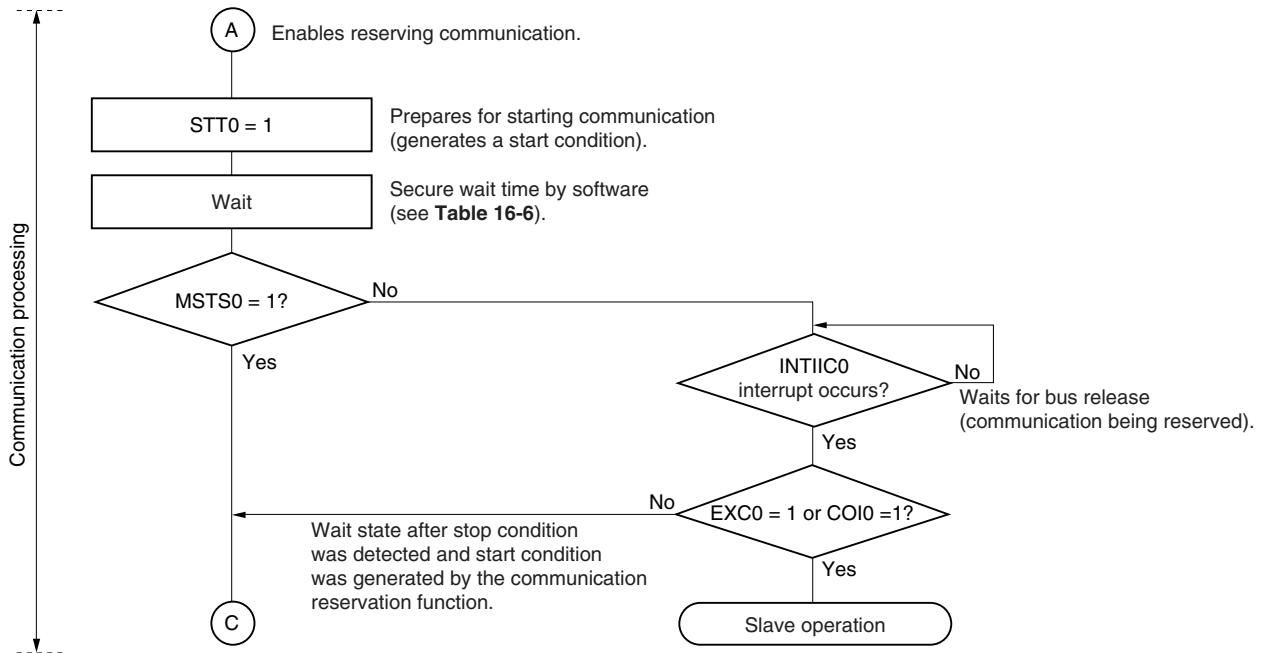 A
Enables reserving communication.
STT0 = 1
Prepares for starting communication
(generates a start condition).
Wait
Secure wait time by software
(see Table 16-6).
Communication processing
MSTS0 = 1?
No
Yes
INTIIC0
interrupt occurs?
No
Waits for bus release
(communication being reserved).
Yes
EXC0 = 1 or COI0 =1?
No
Wait state after stop condition
was detected and start condition
was generated by the communication
reservation function.
Yes
C
Slave operation